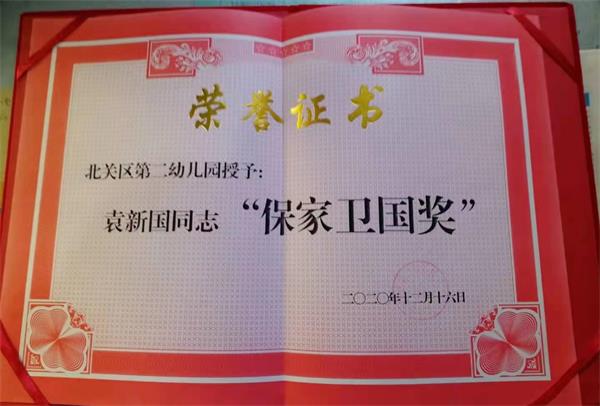 荣誉证书
北关区第二幼儿园授予：
袁新国同志 “保家卫国奖”
二〇二〇年十二月十六日